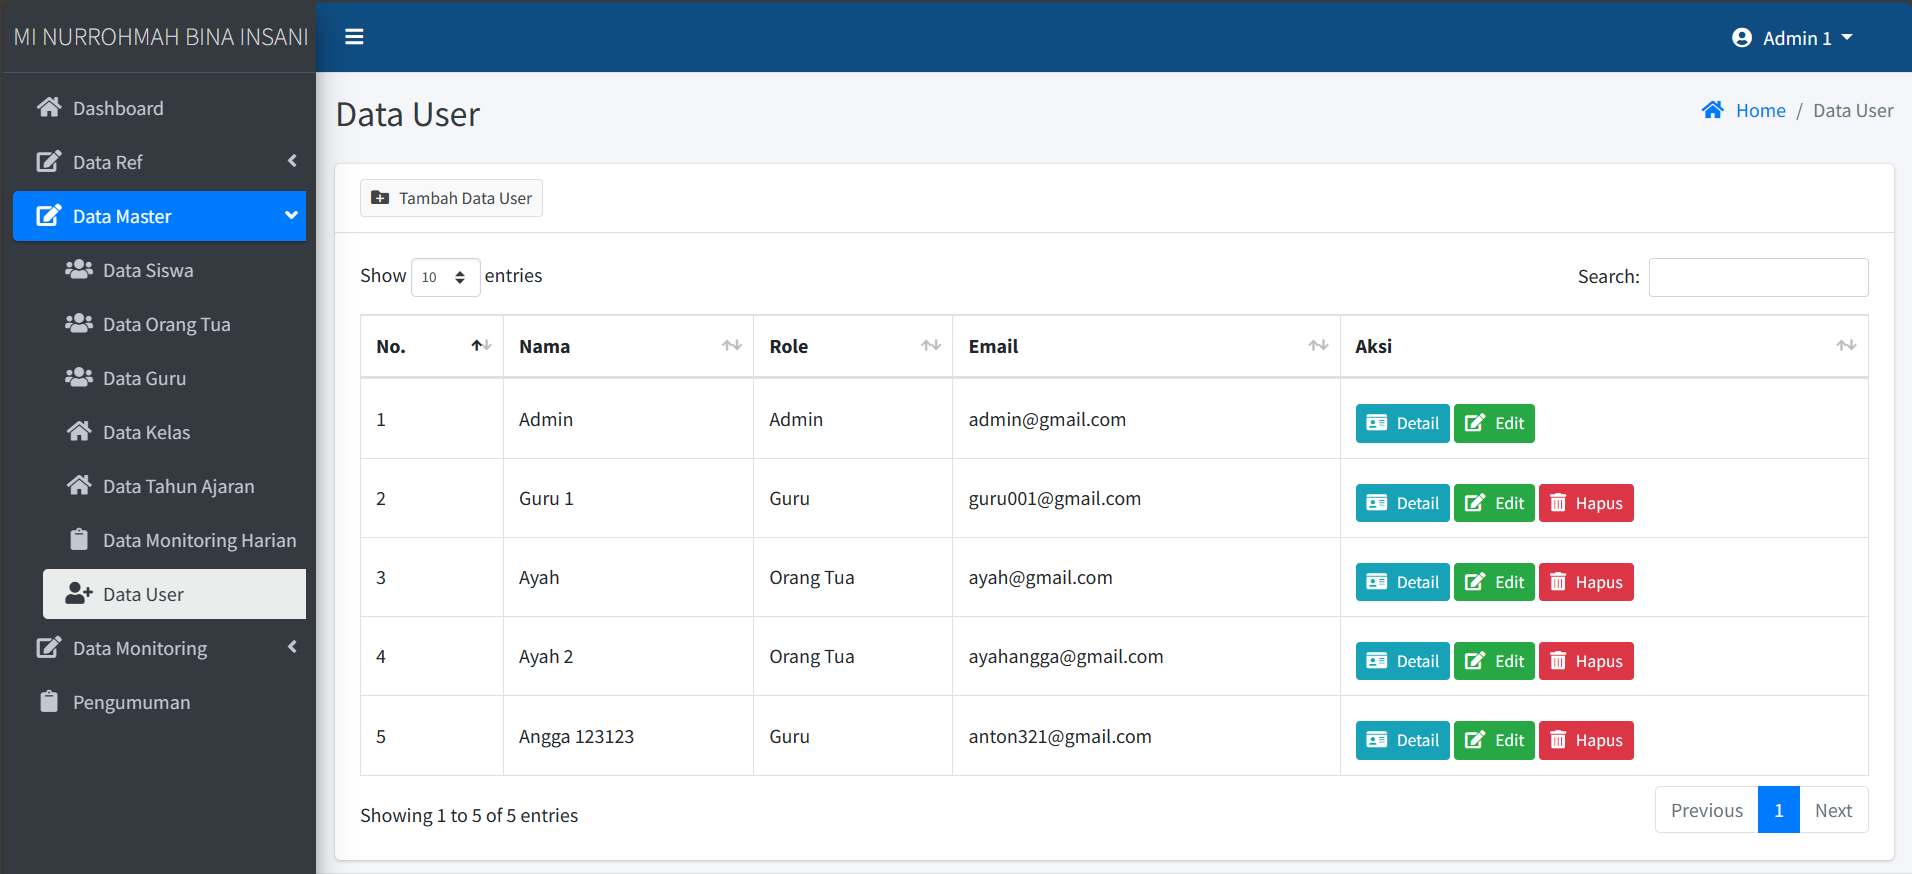 MI NURROHMAH BINA INSANI
Admin 1
Dashboard
Data Ref
Data Master
Data Siswa
Data Orang Tua
Data Guru
Data Kelas
Data Tahun Ajaran
Data Monitoring Harian
Data User
Data Monitoring
Pengumuman
Data User
Home / Data User
Tambah Data User
Show 10 entries
Search:
No. Nama Role Email Aksi
1 Admin Admin admin@gmail.com Detail Edit
2 Guru 1 Guru guru001@gmail.com Detail Edit Hapus
3 Ayah Orang Tua ayah@gmail.com Detail Edit Hapus
4 Ayah 2 Orang Tua ayahangga@gmail.com Detail Edit Hapus
5 Angga 123123 Guru anton321@gmail.com Detail Edit Hapus
Showing 1 to 5 of 5 entries
Previous 1 Next